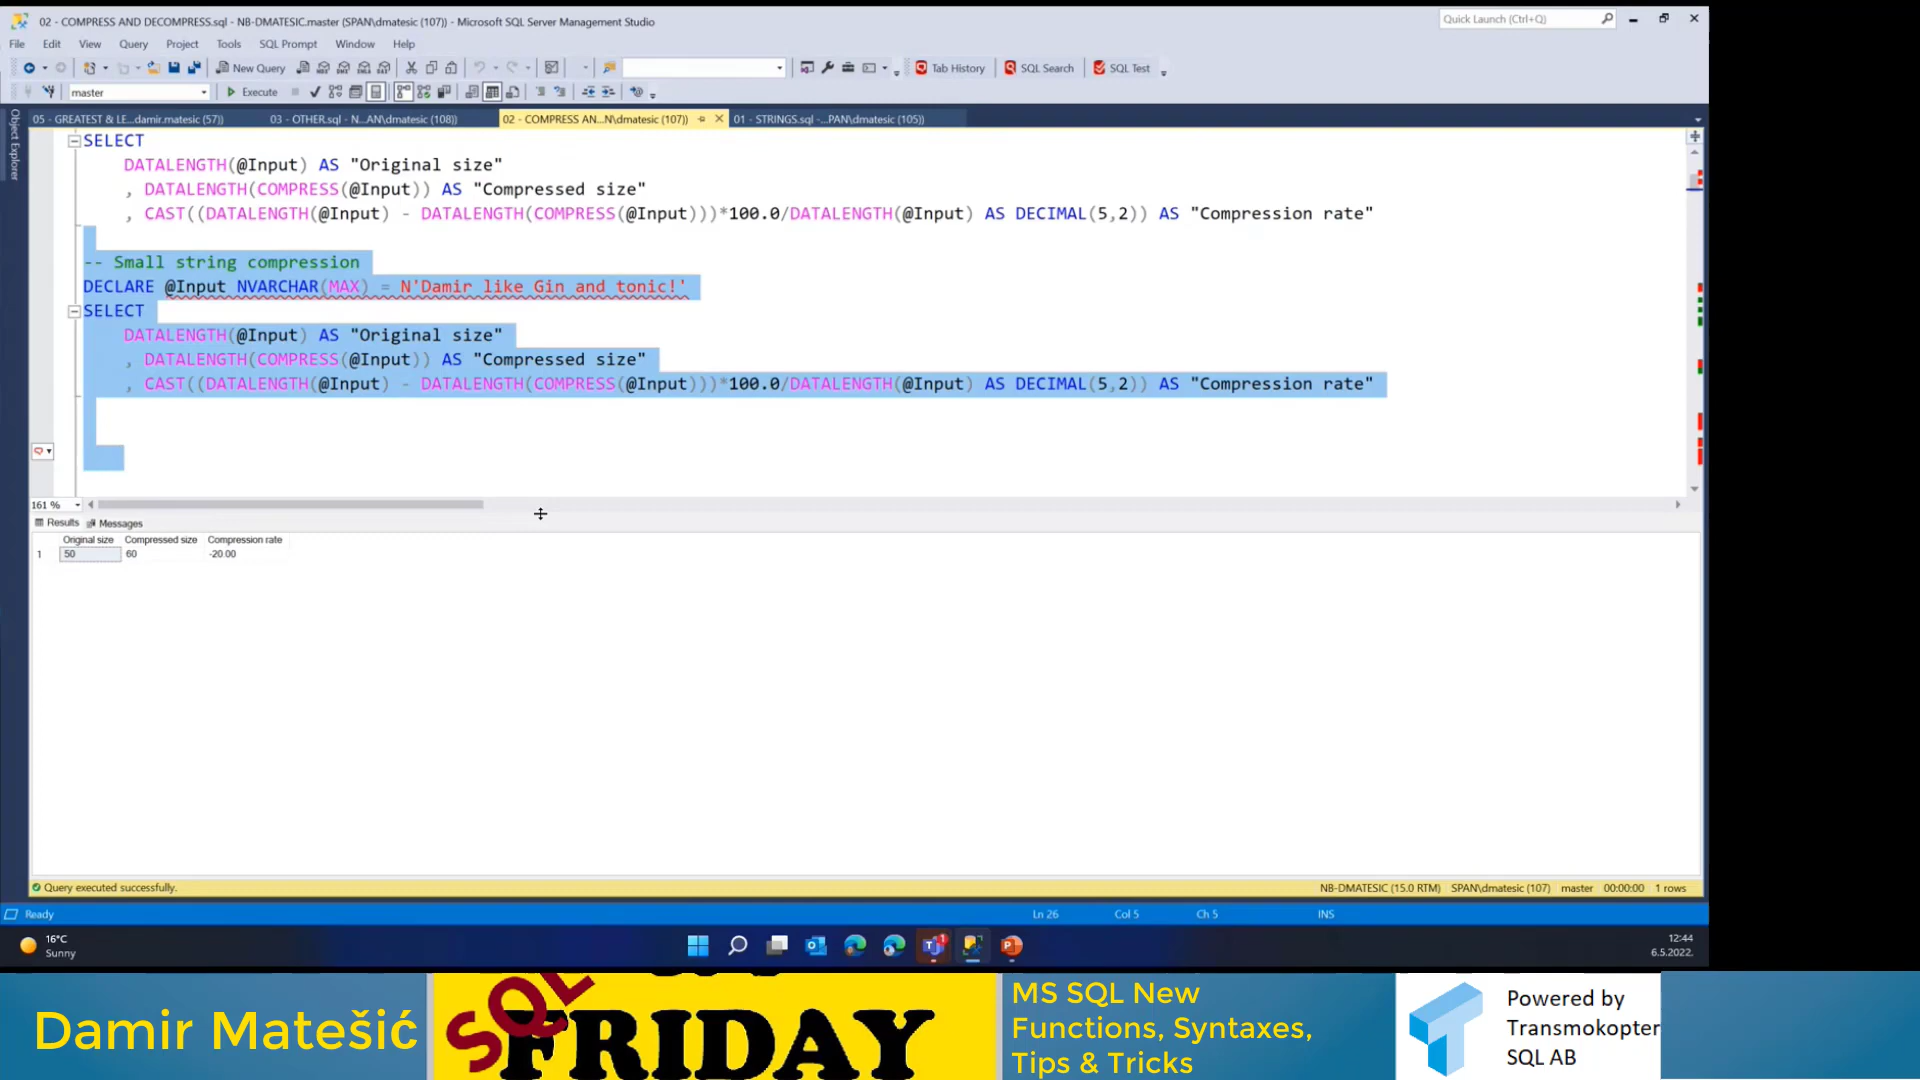 02 - COMPRESS AND DECOMPRESS.sql - NB-DMATESIC.master (SPAN\dmatesic (107)) - Microsoft SQL Server Management Studio
Quick Launch (Ctrl+Q)
File Edit View Query Project Tools SQL Prompt Window Help
New Query
Tab History SQL Search SQL Test
master Execute
05 - GREATEST & LE...damir.matesic (57)) 03 - OTHER.sql - N...AN\dmatesic (108)) 02 - COMPRESS AN...N\dmatesic (107)) 01 - STRINGS.sql -...PAN\dmatesic (105))
Object Explorer
SELECT
DATALENGTH(@Input) AS "Original size"
, DATALENGTH(COMPRESS(@Input)) AS "Compressed size"
, CAST((DATALENGTH(@Input) - DATALENGTH(COMPRESS(@Input)))*100.0/DATALENGTH(@Input) AS DECIMAL(5,2)) AS "Compression rate"
-- Small string compression
DECLARE @Input NVARCHAR(MAX) = N'Damir like Gin and tonic!'
SELECT
DATALENGTH(@Input) AS "Original size"
, DATALENGTH(COMPRESS(@Input)) AS "Compressed size"
, CAST((DATALENGTH(@Input) - DATALENGTH(COMPRESS(@Input)))*100.0/DATALENGTH(@Input) AS DECIMAL(5,2)) AS "Compression rate"
161 %
Results Messages
Original size Compressed size Compression rate
1 50 60 -20.00
Query executed successfully.
NB-DMATESIC (15.0 RTM) SPAN\dmatesic (107) master 00:00:00 1 rows
Ready Ln 26 Col 5 Ch 5 INS
16°C
Sunny
12:44
6.5.2022.
Damir Matešić
SQL
FRIDAY
MS SQL New
Functions, Syntaxes,
Tips & Tricks
Powered by
Transmokopter
SQL AB